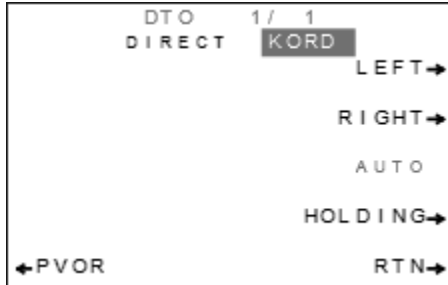 DTO 1/ 1
DIRECT KORD
LEFT→
RIGHT→
AUTO
HOLDING→
←PVOR RTN→